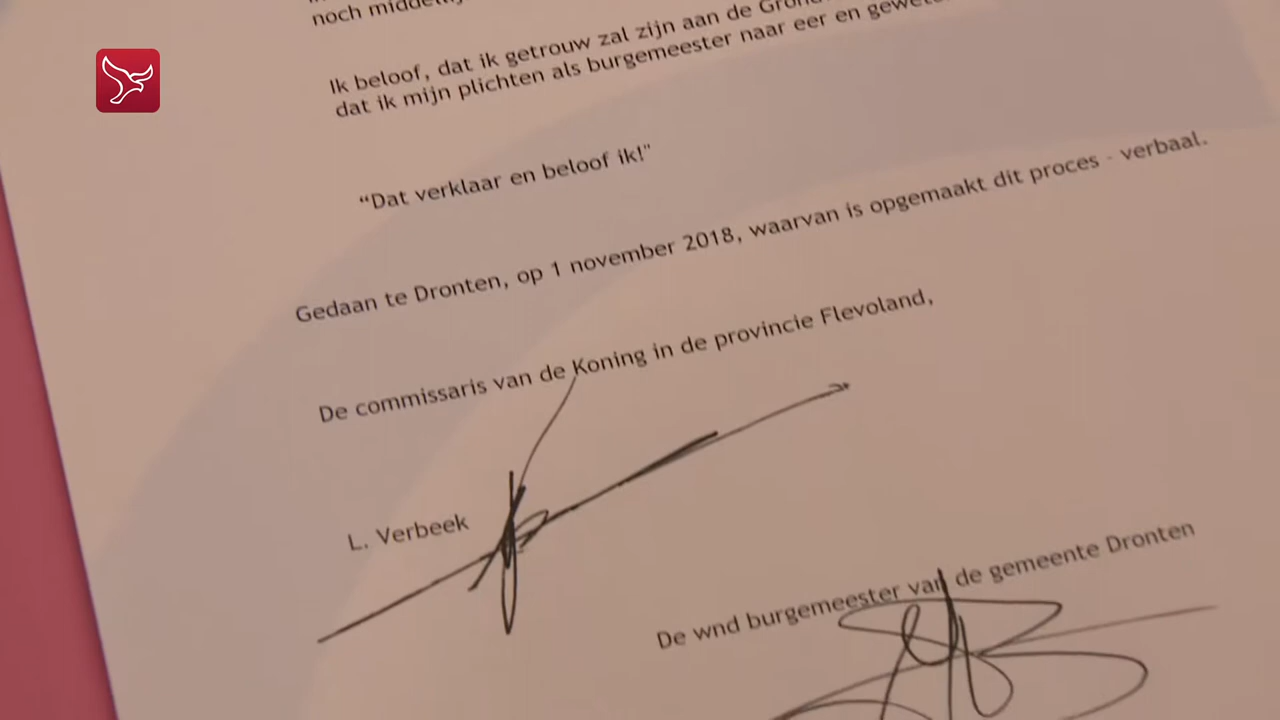 noch
Ik beloof, dat ik getrouw zal zijn aan de
dat ik mijn plichten als burgemeester naar eer en
“Dat verklaar en beloof ik!"
Gedaan te Dronten, op 1 november 2018, waarvan is opgemaakt dit proces - verbaal.
De commissaris van de Koning in de provincie Flevoland,
L. Verbeek
De wnd burgemeester van de gemeente Dronten